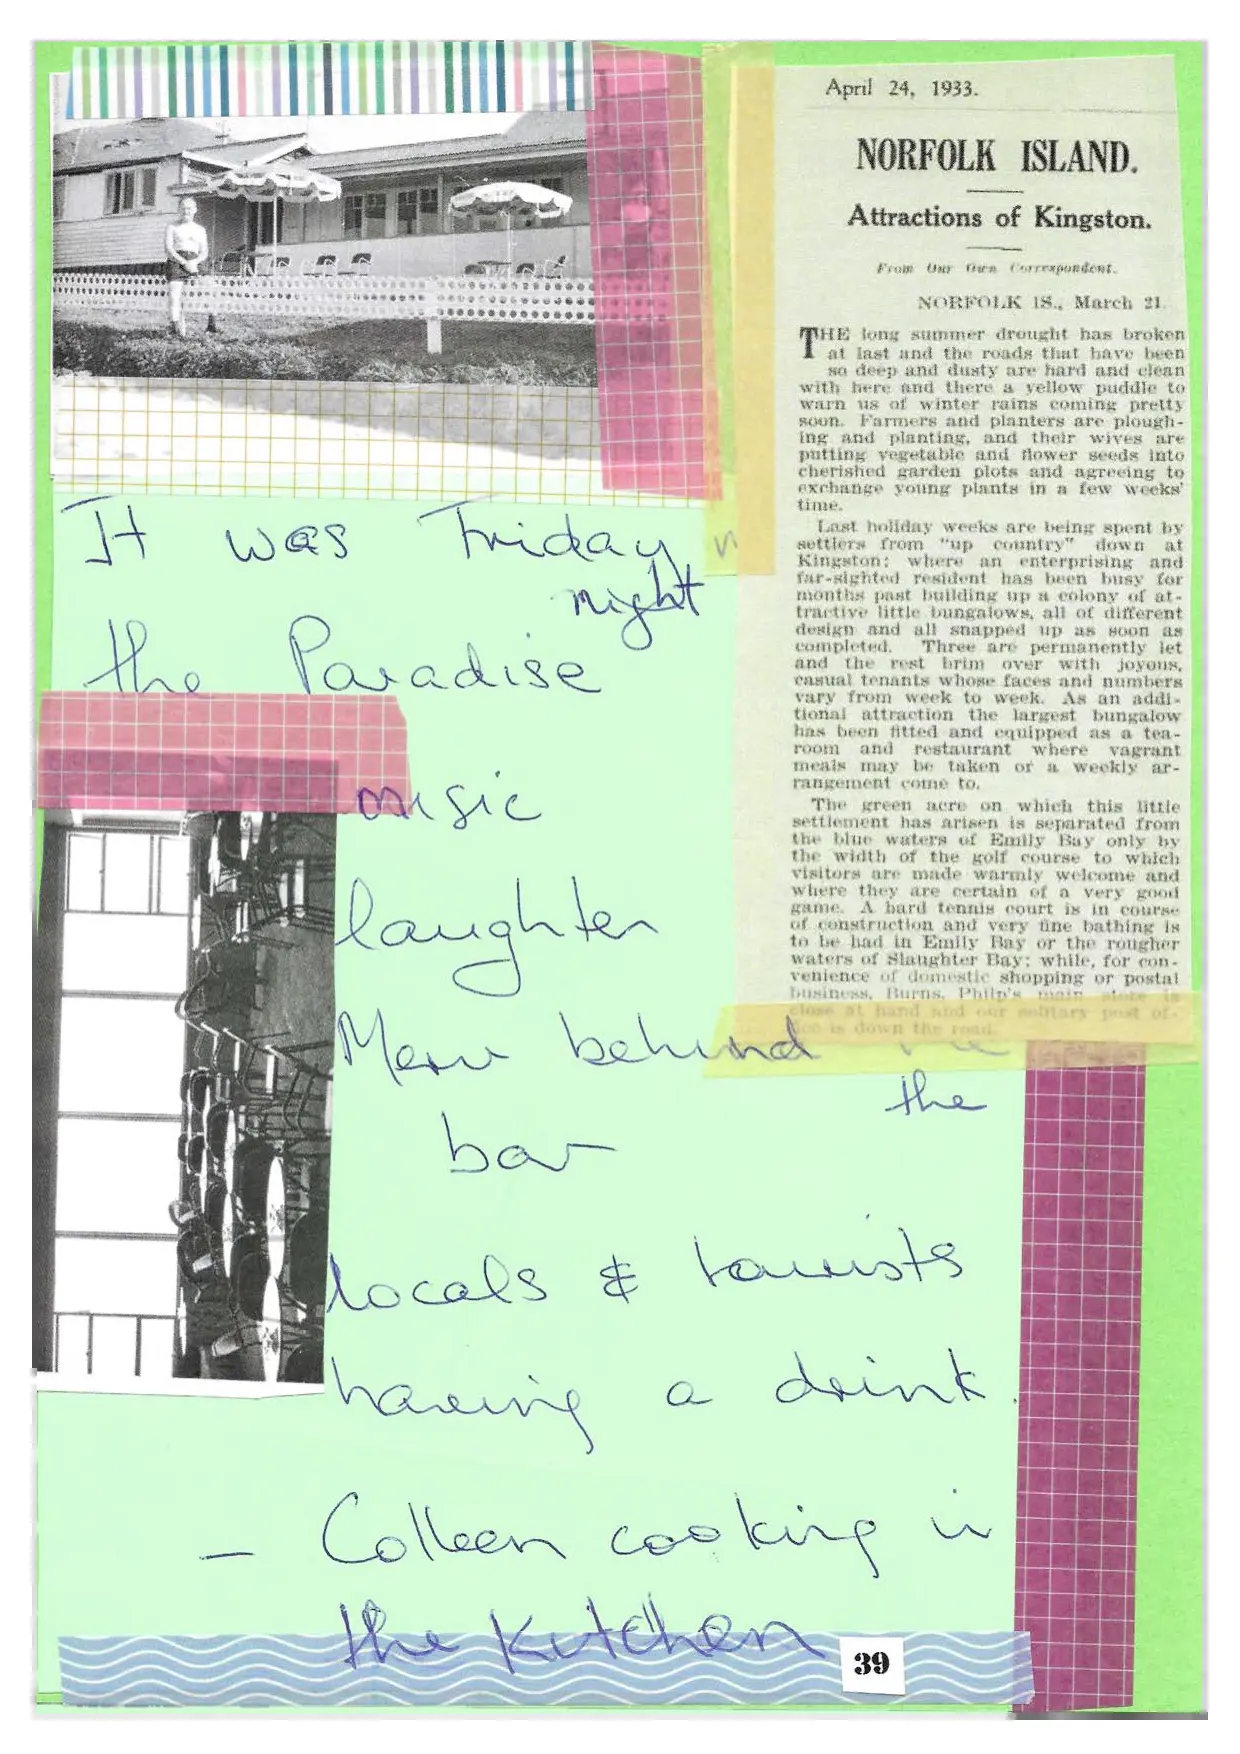 It was Friday
night
the Paradise
music
laughter
Merv behind
the
bar
locals & tourists
having a drink.
- Colleen cooking in
the Kitchen
39
April 24, 1933.
NORFOLK ISLAND.
Attractions of Kingston.
From Our Own Correspondent.
NORFOLK IS., March 21.
THE long summer drought has broken
at last and the roads that have been
so deep and dusty are hard and clean
with here and there a yellow puddle to
warn us of winter rains coming pretty
soon. Farmers and planters are plough-
ing and planting, and their wives are
putting vegetable and flower seeds into
cherished garden plots and agreeing to
exchange young plants in a few weeks'
time.
Last holiday weeks are being spent by
settlers from "up country" down at
Kingston; where an enterprising and
far-sighted resident has been busy for
months past building up a colony of at-
tractive little bungalows, all of different
design and all snapped up as soon as
completed. Three are permanently let
and the rest brim over with joyous,
casual tenants whose faces and numbers
vary from week to week. As an addi-
tional attraction the largest bungalow
has been fitted and equipped as a tea-
room and restaurant where vagrant
meals may be taken or a weekly ar-
rangement come to.
The green acre on which this little
settlement has arisen is separated from
the blue waters of Emily Bay only by
the width of the golf course to which
visitors are made warmly welcome and
where they are certain of a very good
game. A hard tennis court is in course
of construction and very fine bathing is
to be had in Emily Bay or the rougher
waters of Slaughter Bay; while, for con-
venience of domestic shopping or postal
business, Burns, Philp's main store is
close at hand and our solitary post of-
fice is down the road.